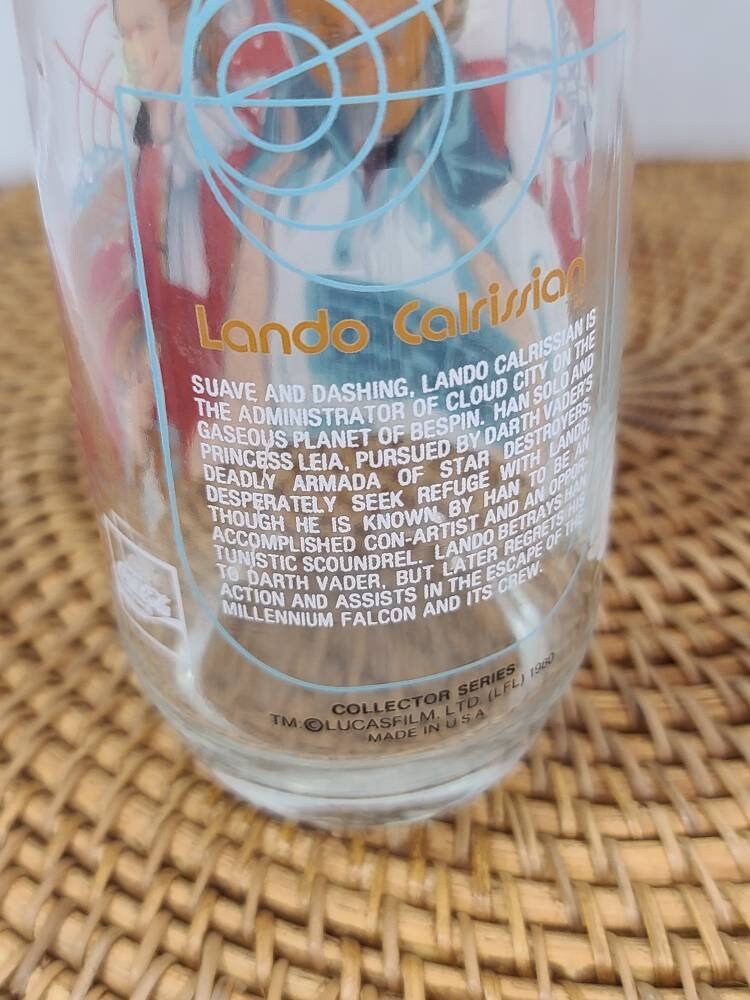 Lando Calrissian
SUAVE AND DASHING, LANDO CALRISSIAN IS
THE ADMINISTRATOR OF CLOUD CITY ON THE
GASEOUS PLANET OF BESPIN. HAN SOLO AND
PRINCESS LEIA, PURSUED BY DARTH VADER'S
DEADLY ARMADA OF STAR DESTROYERS,
DESPERATELY SEEK REFUGE WITH LANDO.
THOUGH HE IS KNOWN BY HAN TO BE AN
ACCOMPLISHED CON-ARTIST AND AN OPPOR-
TUNISTIC SCOUNDREL. LANDO BETRAYS HAN
TO DARTH VADER, BUT LATER REGRETS HIS
ACTION AND ASSISTS IN THE ESCAPE OF THE
MILLENNIUM FALCON AND ITS CREW.
COLLECTOR SERIES
TM:©LUCASFILM, LTD. (LFL) 1980
MADE IN U S A